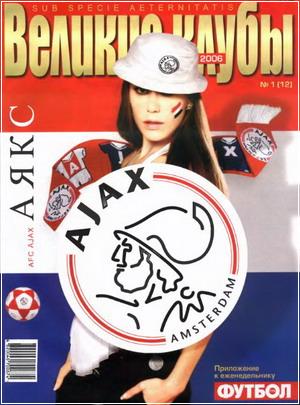 SUB SPECIE AETERNITATIS
Великие клубы
2006
№ 1 [12]
AFC AJAX
АЯКС
AJAX
AMSTERDAM
Приложение
к еженедельнику
ФУТБОЛ